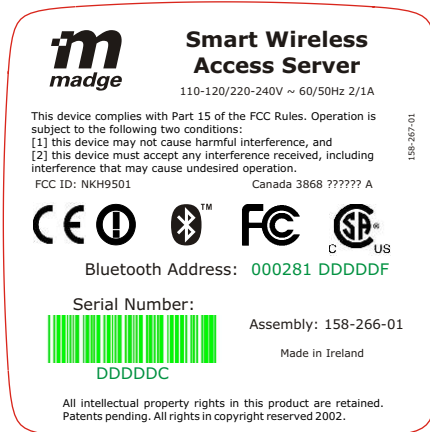 madge
Smart Wireless
Access Server
110-120/220-240V ~ 60/50Hz 2/1A
This device complies with Part 15 of the FCC Rules. Operation is
subject to the following two conditions:
[1] this device may not cause harmful interference, and
[2] this device must accept any interference received, including
interference that may cause undesired operation.
158-267-01
FCC ID: NKH9501 Canada 3868 ?????? A
CE FC SA ®
TM
C US
Bluetooth Address: 000281 DDDDDF
Serial Number:
DDDDDC
Assembly: 158-266-01
Made in Ireland
All intellectual property rights in this product are retained.
Patents pending. All rights in copyright reserved 2002.